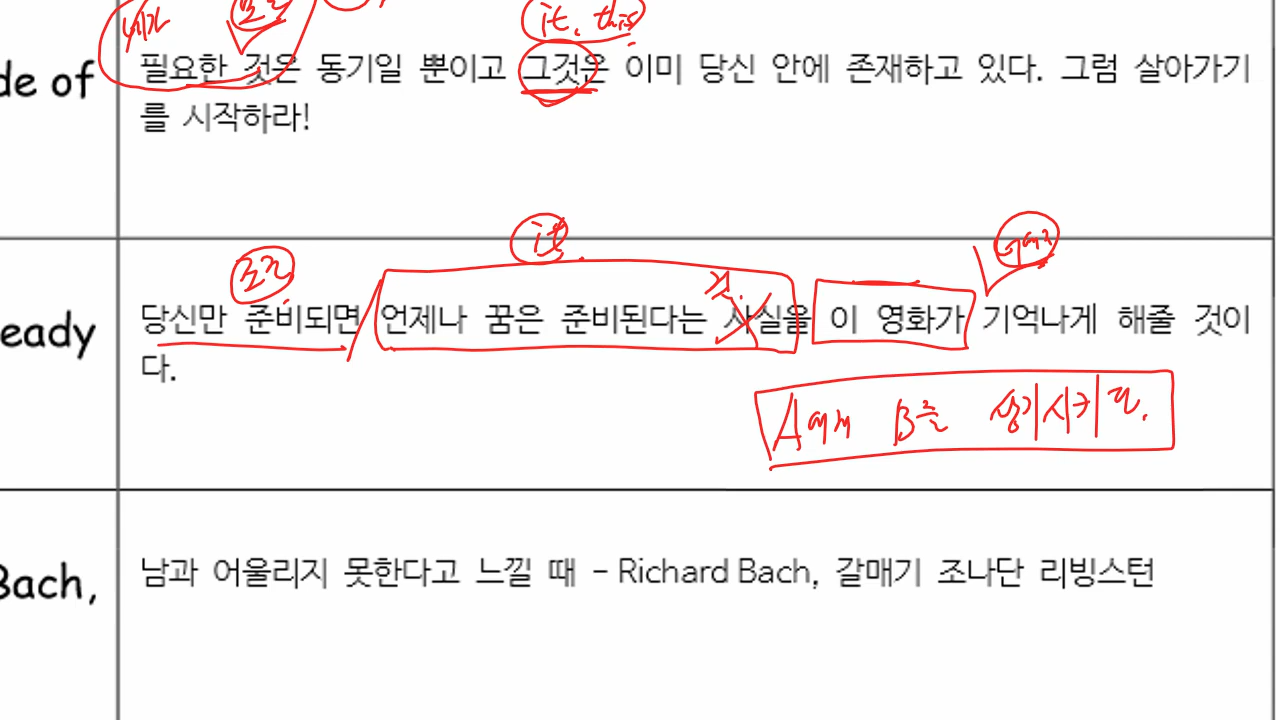 it, this
de of
필요한 것은 동기일 뿐이고 그것은 이미 당신 안에 존재하고 있다. 그럼 살아가기
를 시작하라!
it.
eady
당신만 준비되면 언제나 꿈은 준비된다는 사실을 이 영화가 기억나게 해줄 것이
다.
A에게 B를 상기시키다.
Bach,
남과 어울리지 못한다고 느낄 때 – Richard Bach, 갈매기 조나단 리빙스턴